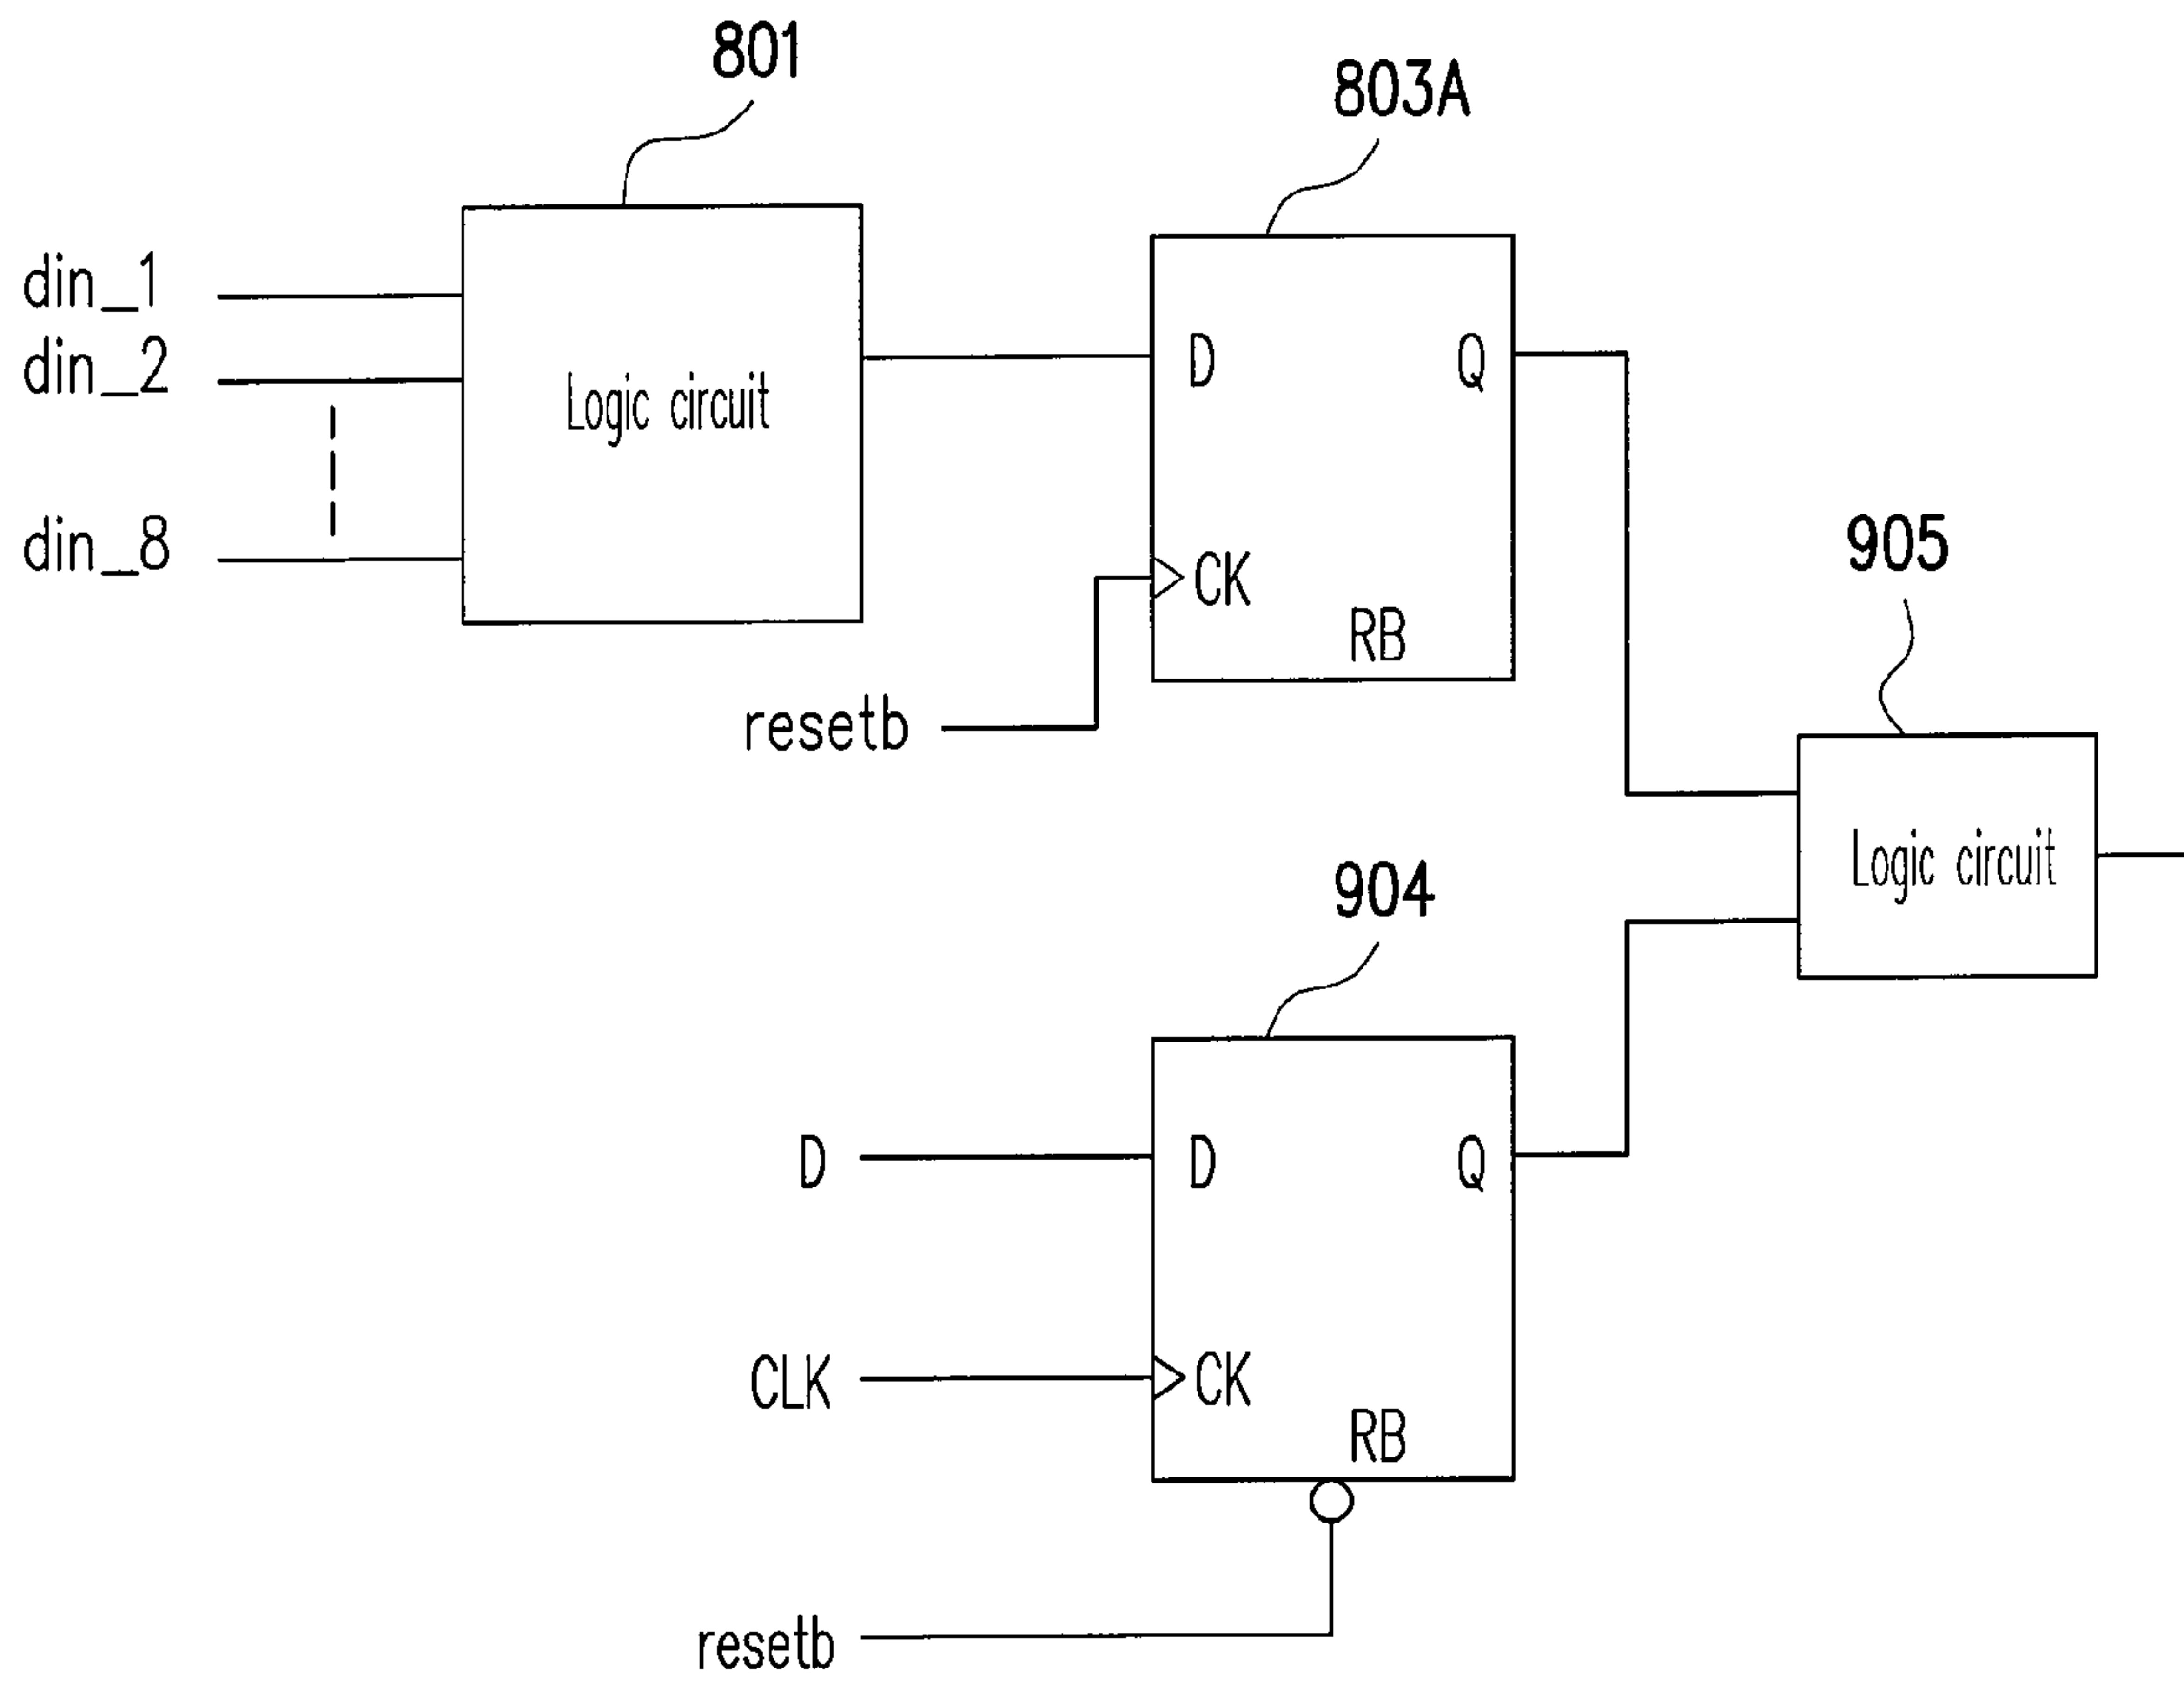 801
803A
din_1
din_2
din_8
Logic circuit
D
Q
CK
RB
resetb
905
Logic circuit
904
D
D
Q
CLK
CK
RB
resetb